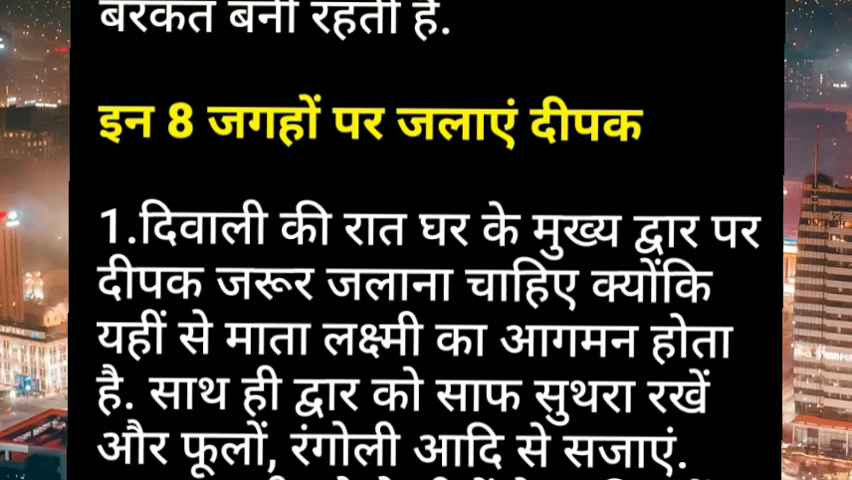 बरकत बनी रहती है.
इन 8 जगहों पर जलाएं दीपक
1.दिवाली की रात घर के मुख्य द्वार पर
दीपक जरूर जलाना चाहिए क्योंकि
यहीं से माता लक्ष्मी का आगमन होता
है. साथ ही द्वार को साफ सुथरा रखें
और फूलों, रंगोली आदि से सजाएं.